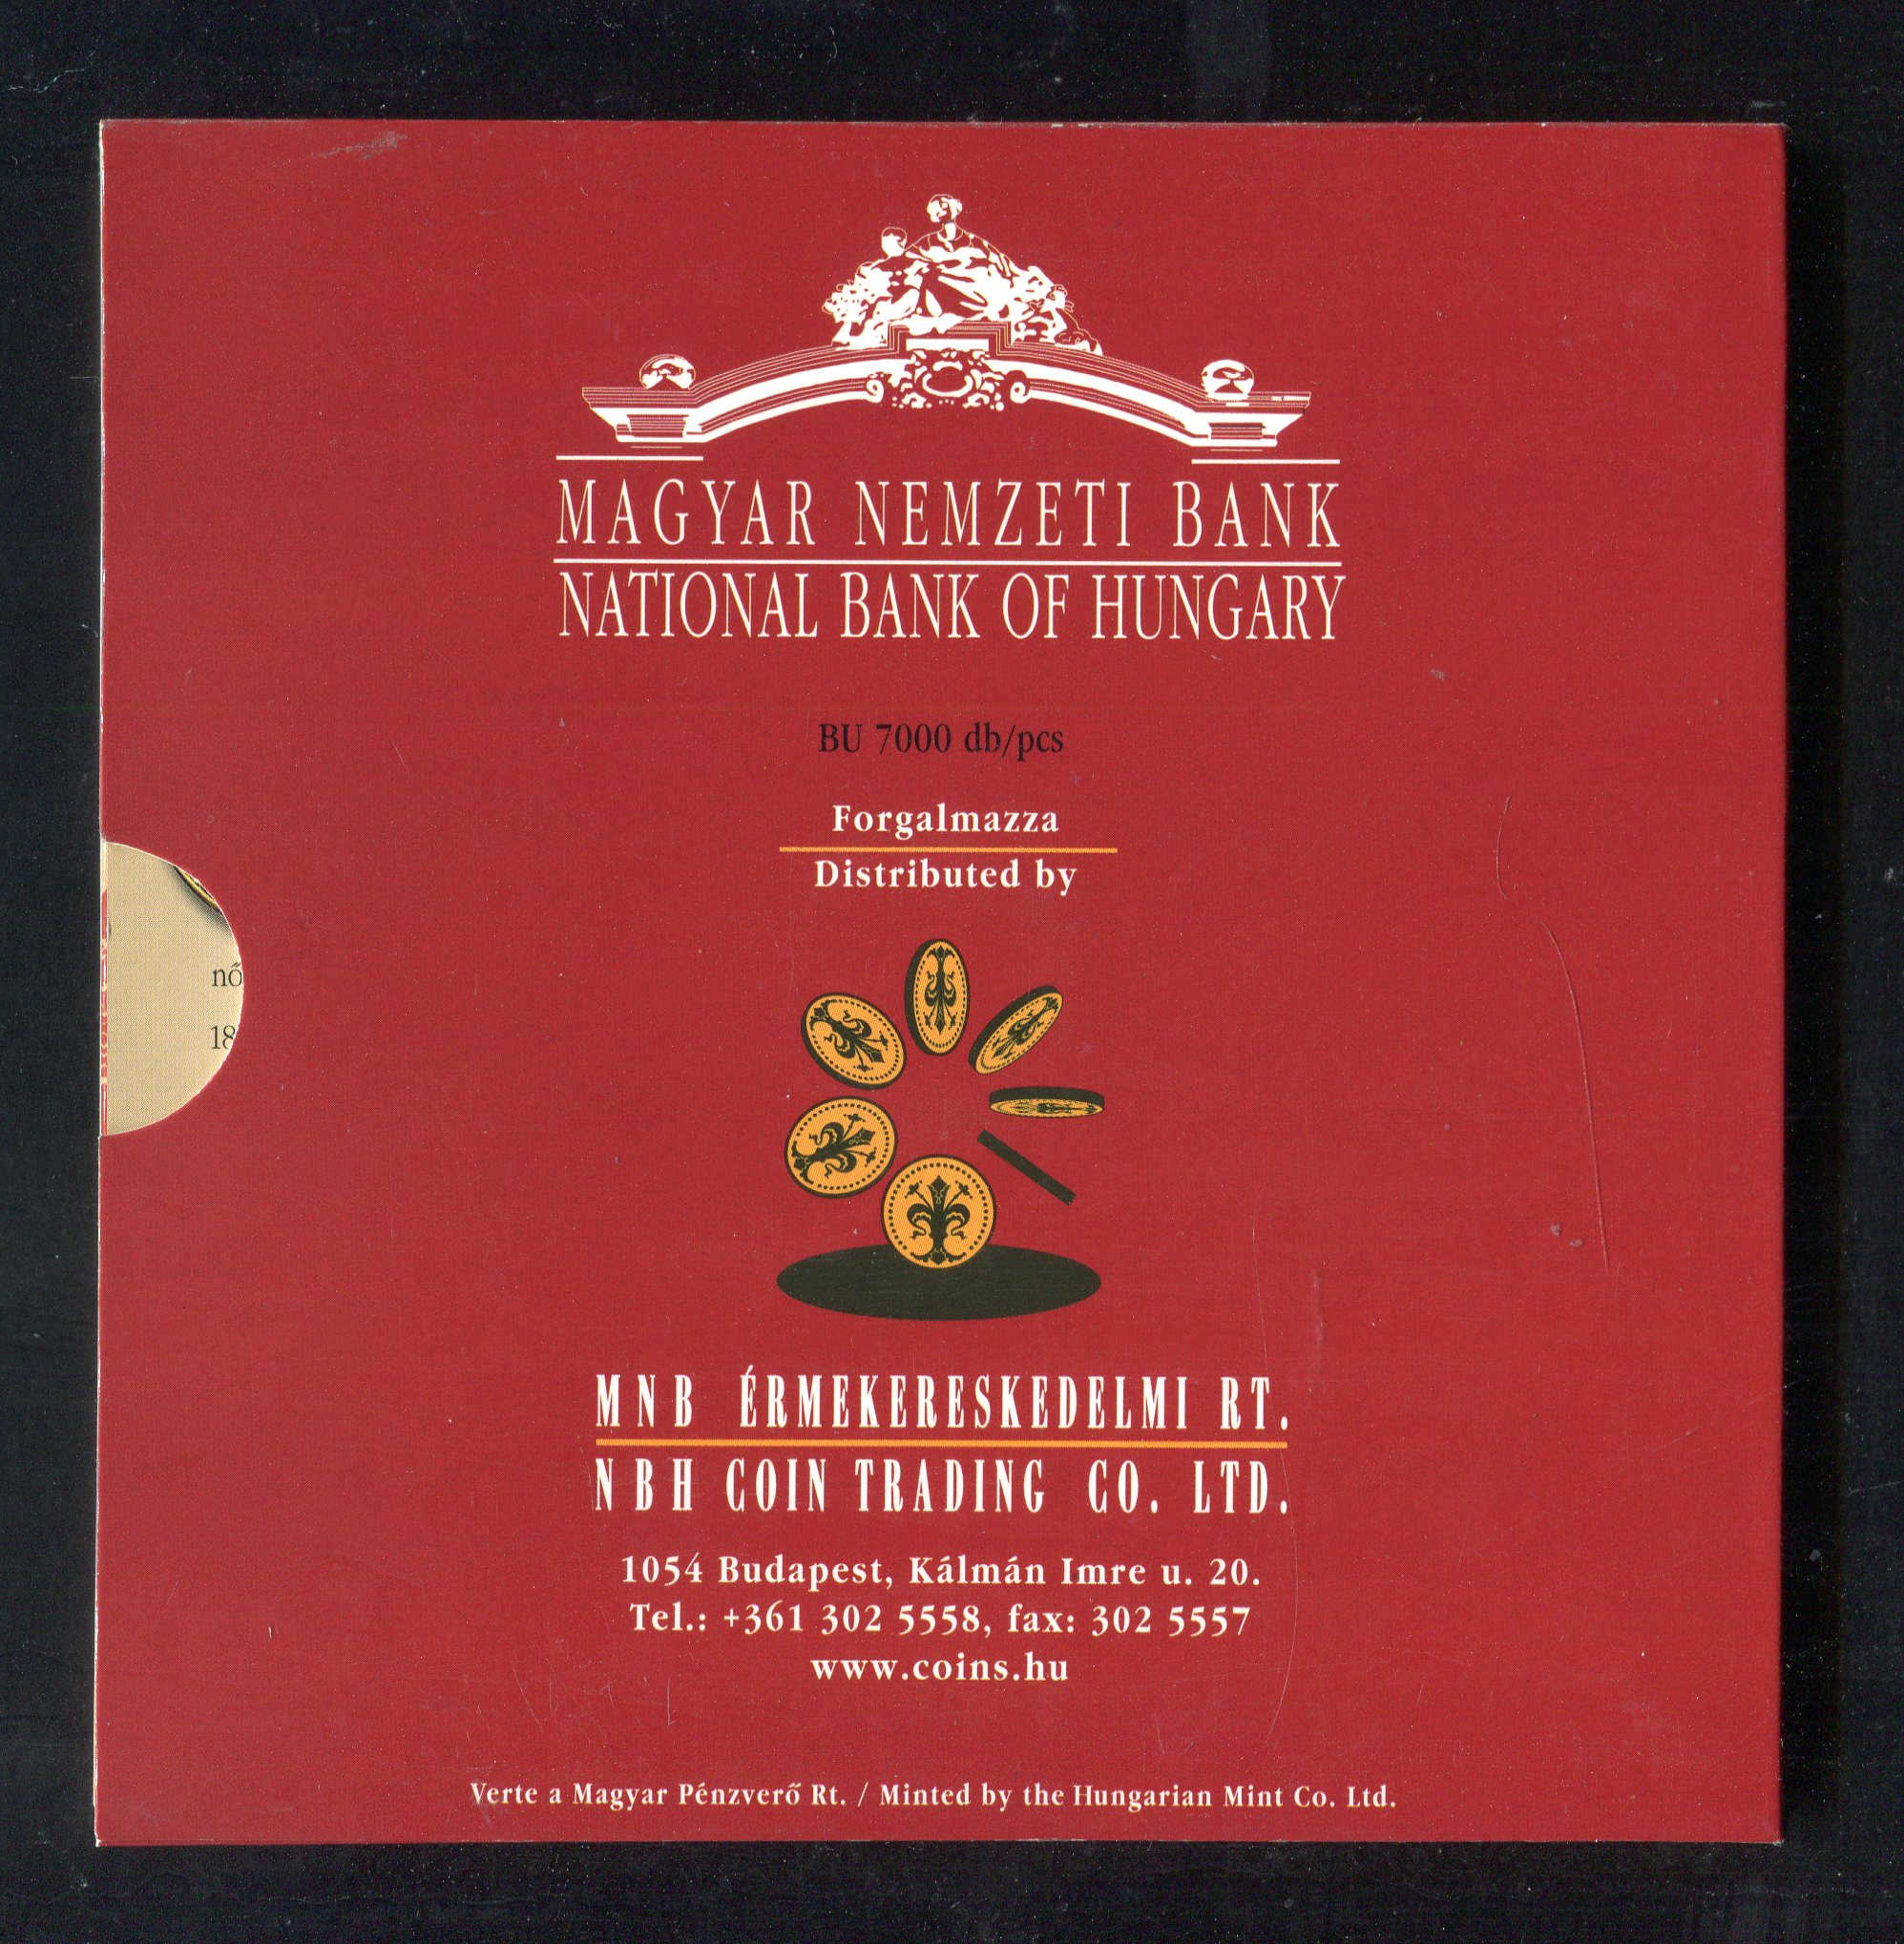 MAGYAR NEMZETI BANK
NATIONAL BANK OF HUNGARY
BU 7000 db/pcs
Forgalmazza
Distributed by
nő
18
MNB ÉRMEKERESKEDELMI RT.
NBH COIN TRADING CO. LTD.
1054 Budapest, Kálmán Imre u. 20.
Tel.: +361 302 5558, fax: 302 5557
www.coins.hu
Verte a Magyar Pénzverő Rt. / Minted by the Hungarian Mint Co. Ltd.